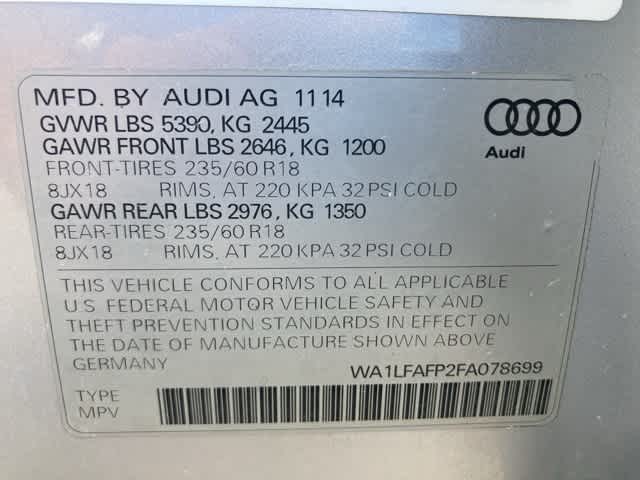 MFD. BY AUDI AG 1114
GVWR LBS 5390, KG 2445
GAWR FRONT LBS 2646, KG 1200
FRONT-TIRES 235/60 R18
8JX18 RIMS, AT 220 KPA 32 PSI COLD
GAWR REAR LBS 2976, KG 1350
REAR-TIRES 235/60 R18
8JX18 RIMS, AT 220 KPA 32 PSI COLD
Audi
THIS VEHICLE CONFORMS TO ALL APPLICABLE
U.S. FEDERAL MOTOR VEHICLE SAFETY AND
THEFT PREVENTION STANDARDS IN EFFECT ON
THE DATE OF MANUFACTURE SHOWN ABOVE
GERMANY WA1LFAFP2FA078699
TYPE
MPV